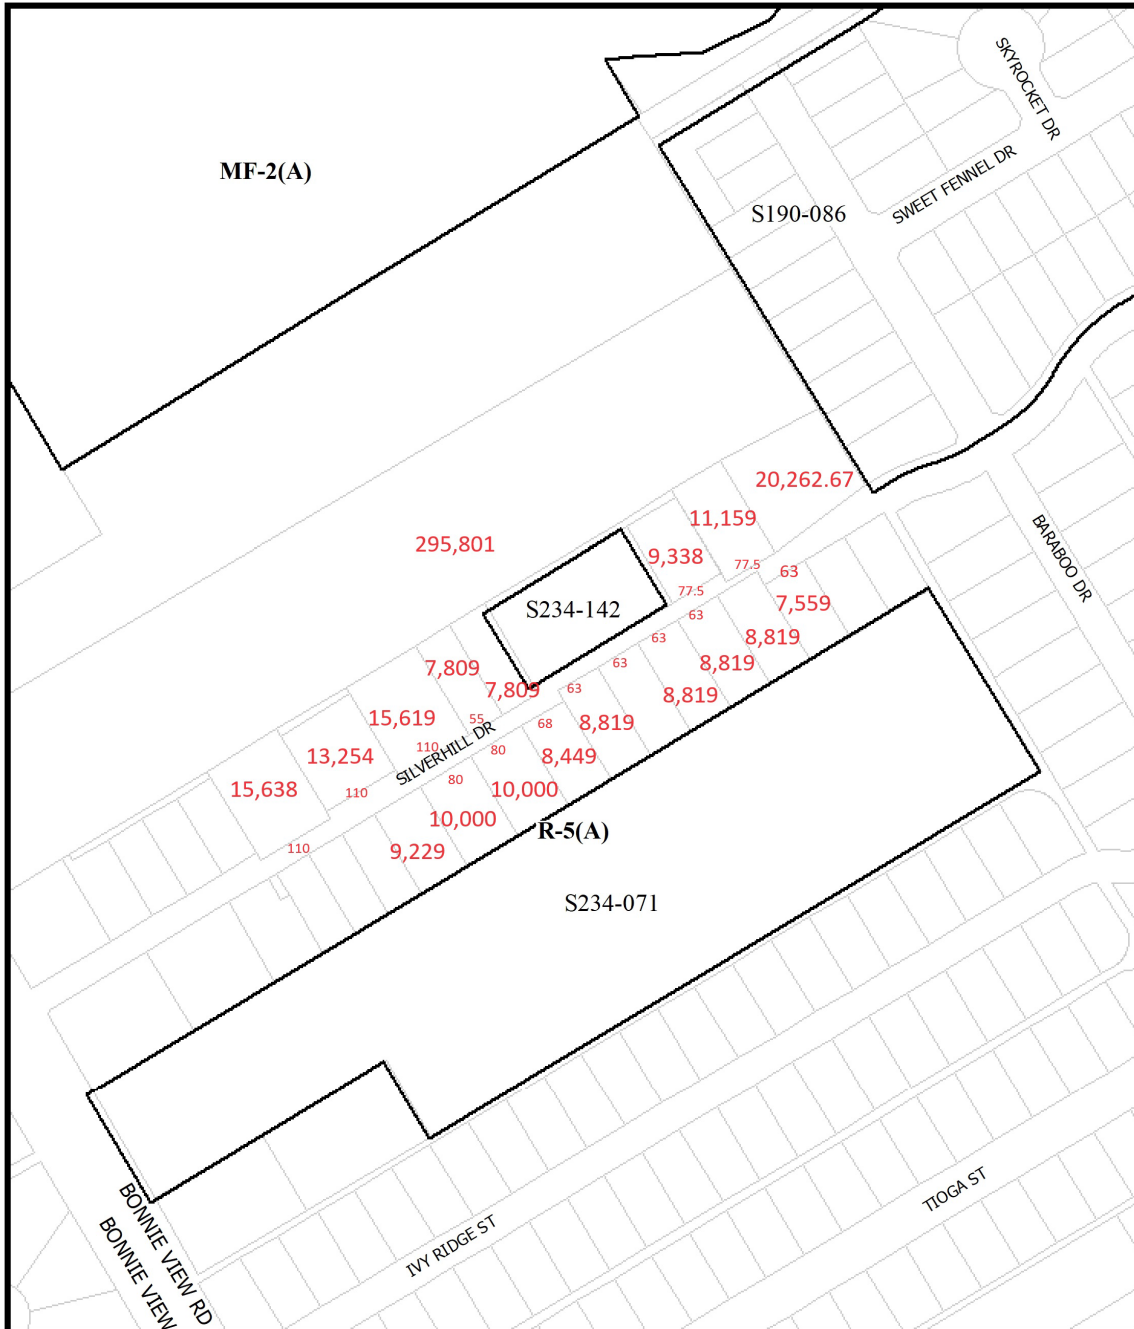 SKYROCKET DR
MF-2(A)
SWEET FENNEL DR
S190-086
20,262.67
11,159
295,801
9,338
BARABOO DR
77.5
63
77.5
S234-142
7,559
63
63
8,819
63
8,819
7,809
7,809
63
8,819
15,619
55
68
8,819
SILVERHILL DR
110
80
8,449
13,254
80
10,000
15,638
110
10,000
R-5(A)
110
9,229
S234-071
BONNIE VIEW RD
BONNIE VIEW
IVY RIDGE ST
TIOGA ST